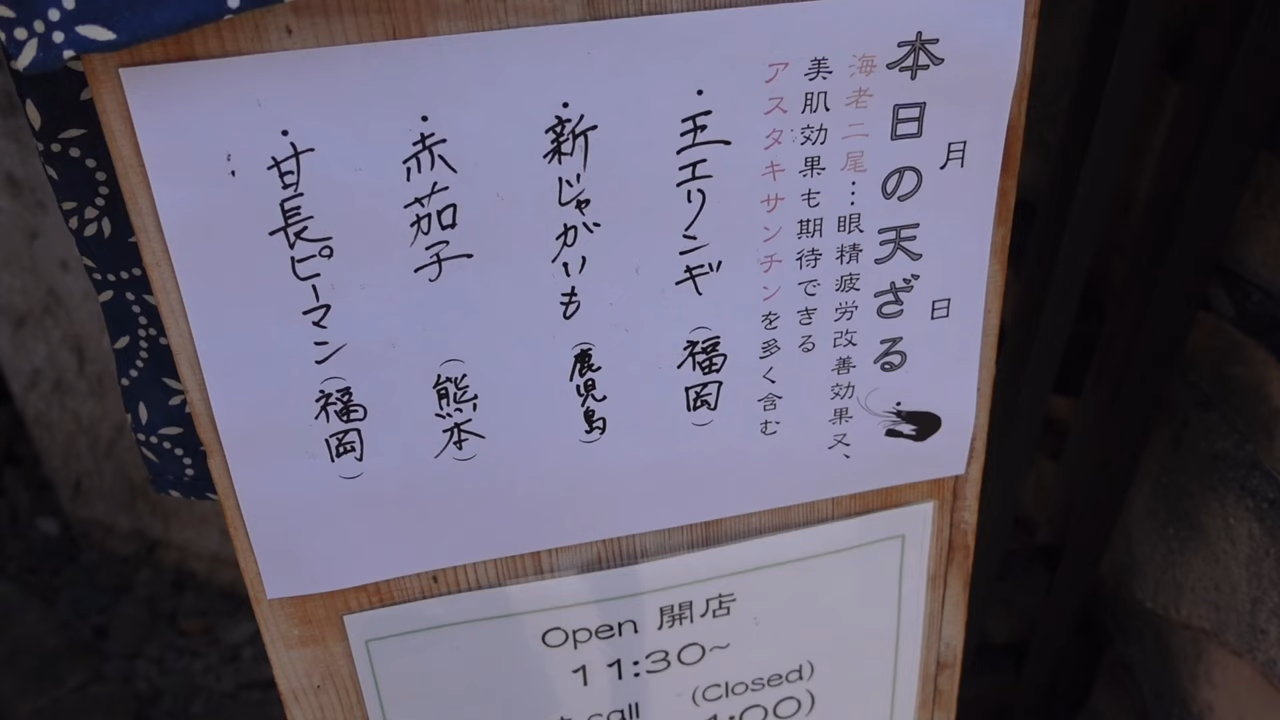 本日の天ざる
月 日
海老二尾…眼精疲労改善効果又、
美肌効果も期待できる
アスタキサンチンを多く含む
・王エリンギ(福岡)
・新じゃがいも(鹿児島)
・赤茄子(熊本)
・甘長ピーマン(福岡)
Open 開店
11:30~
call (Closed)
:00)